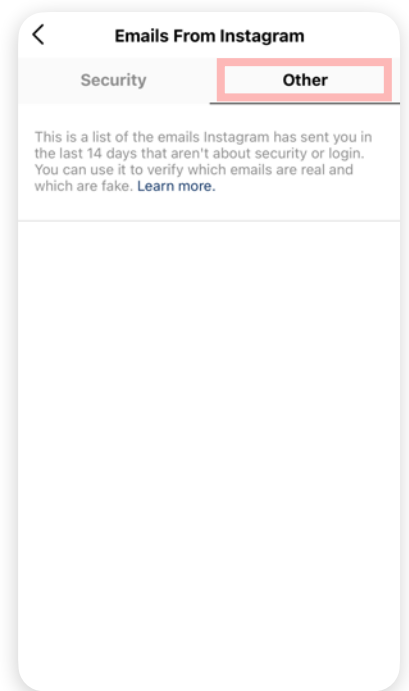 Emails From Instagram
Security
Other
This is a list of the emails Instagram has sent you in
the last 14 days that aren't about security or login.
You can use it to verify which emails are real and
which are fake. Learn more.